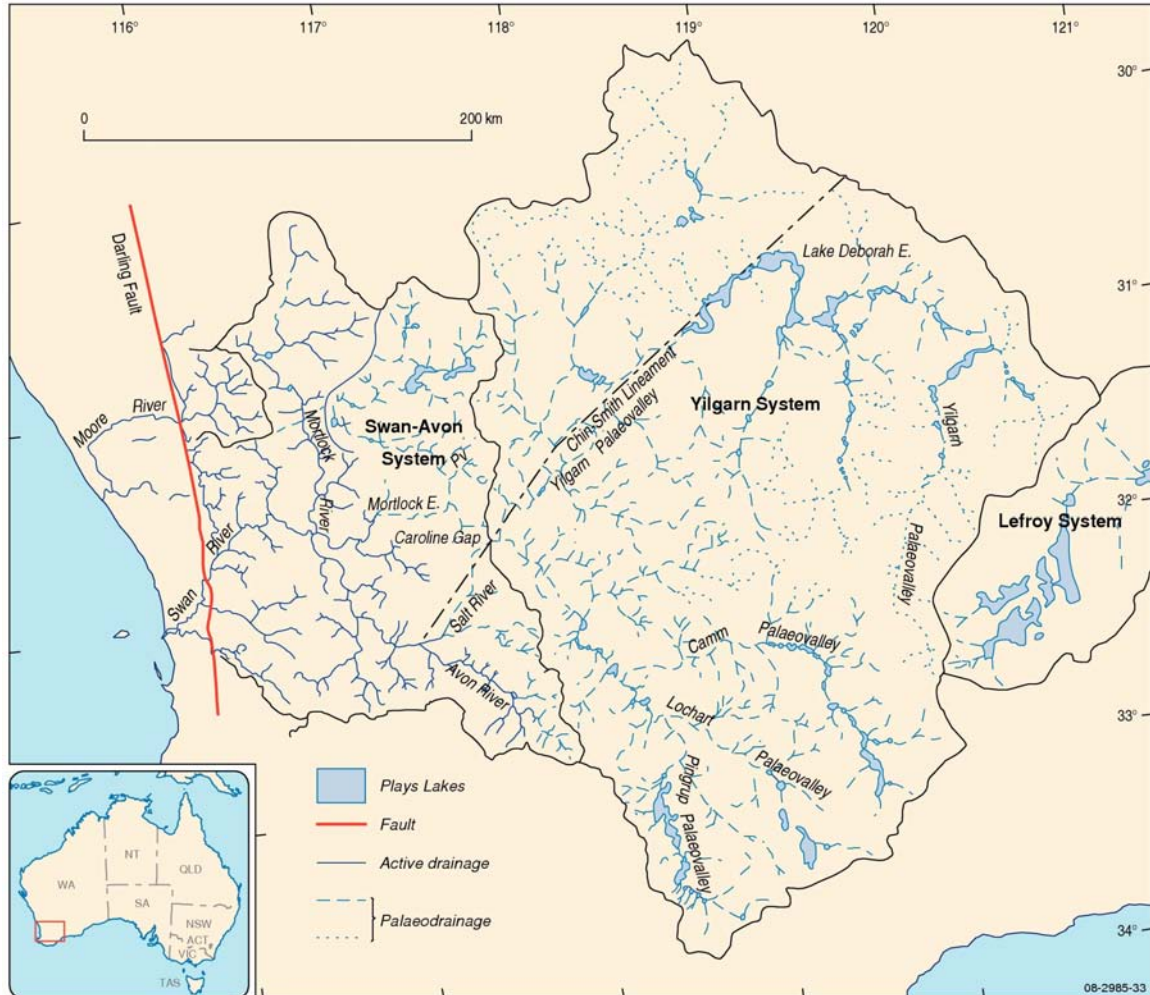 116°
117°
118°
119°
120°
121°
30°
31°
32°
33°
34°
0
200 km
Darling Fault
Moore
River
Mortlock
River
Swan-Avon
System
Pv
Mortlock E.
Caroline Gap
Swan
River
Salt River
Avon River
Chin-Smith Lineament
Yilgarn Palaeovalley
Lake Deborah E.
Yilgarn System
Yilgarn
Palaeovalley
Lefroy System
Camm
Palaeovalley
Lochart
Palaeovalley
Pingrup Palaeovalley
Plays Lakes
Fault
Active drainage
Palaeodrainage
WA
NT
QLD
SA
NSW
ACT
VIC
TAS
08-2985-33